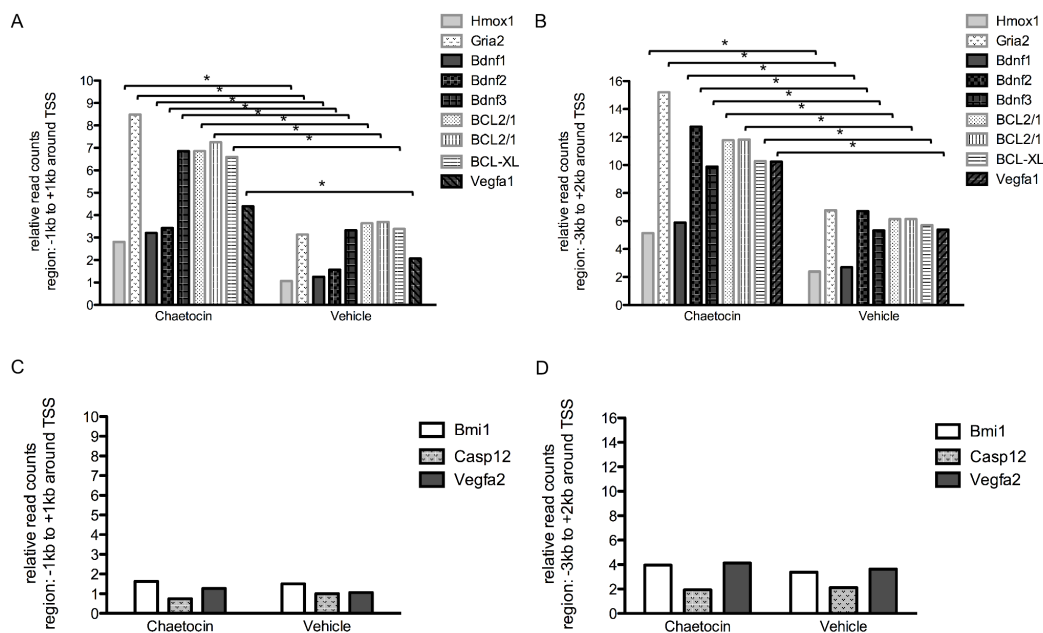 A
relative read counts
region: -1kb to +1kb around TSS
10
9
8
7
6
5
4
3
2
1
0
* * * * * * * * *
Chaetocin Vehicle
Hmox1
Gria2
Bdnf1
Bdnf2
Bdnf3
BCL2/1
BCL2/1
BCL-XL
Vegfa1
B
relative read counts
region: -3kb to +2kb around TSS
16
14
12
10
8
6
4
2
0
* * * * * * * * *
Chaetocin Vehicle
Hmox1
Gria2
Bdnf1
Bdnf2
Bdnf3
BCL2/1
BCL2/1
BCL-XL
Vegfa1
C
relative read counts
region: -1kb to +1kb around TSS
10
9
8
7
6
5
4
3
2
1
0
Chaetocin Vehicle
Bmi1
Casp12
Vegfa2
D
relative read counts
region: -3kb to +2kb around TSS
16
14
12
10
8
6
4
2
0
Chaetocin Vehicle
Bmi1
Casp12
Vegfa2